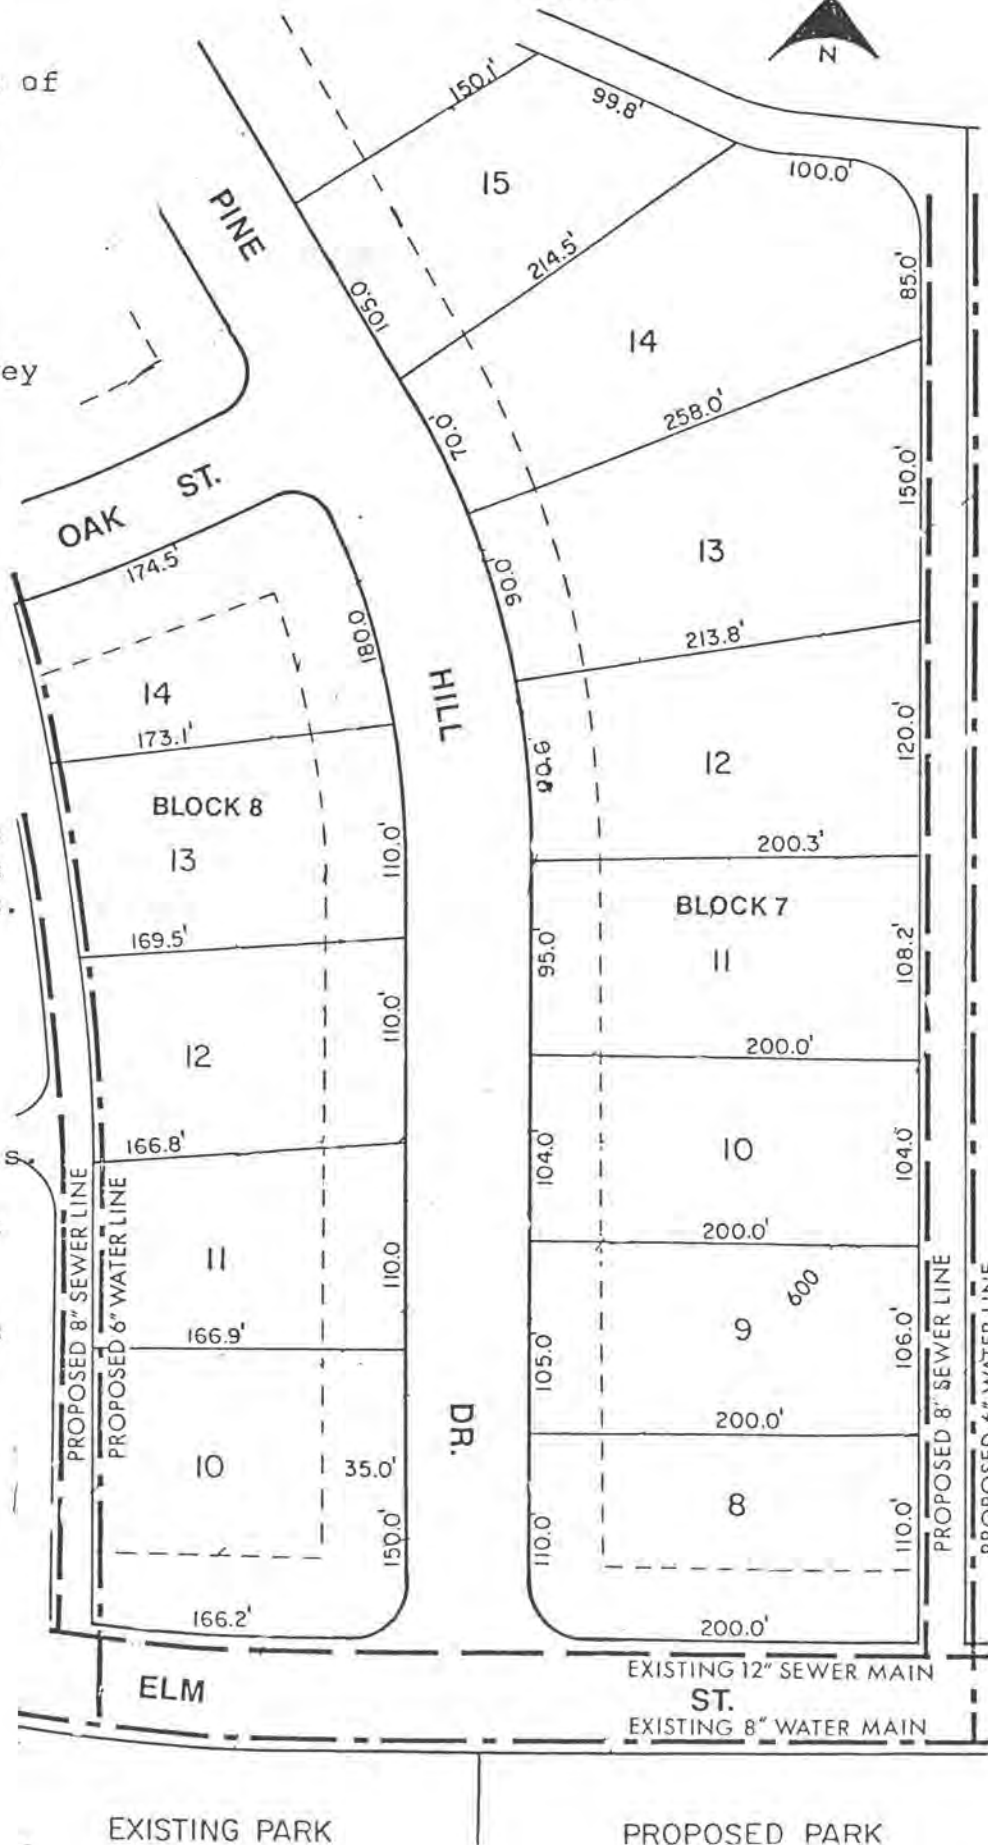 of
N
150.1'
99.8'
15
100.0'
PINE
214.5'
105.0
85.0'
14
ey
258.0'
70.0'
150.0'
ST.
OAK
174.5'
13
90.0'
180.0'
213.8'
HILL
14
120.0'
173.1'
12
90.6'
BLOCK 8
13
110.0'
200.3'
BLOCK 7
169.5'
95.0'
11
108.2'
110.0'
12
200.0'
166.8'
104.0'
10
104.0'
s.
PROPOSED 8" SEWER LINE
PROPOSED 6" WATER LINE
200.0'
11
110.0
600
9
166.9'
105.0'
106.0'
PROPOSED 8" SEWER LINE
PROPOSED 6" WATER LINE
200.0'
DR.
10
35.0'
8
150.0'
110.0'
110.0'
166.2'
200.0'
EXISTING 12" SEWER MAIN
ELM
ST.
EXISTING 8" WATER MAIN
EXISTING PARK
PROPOSED PARK